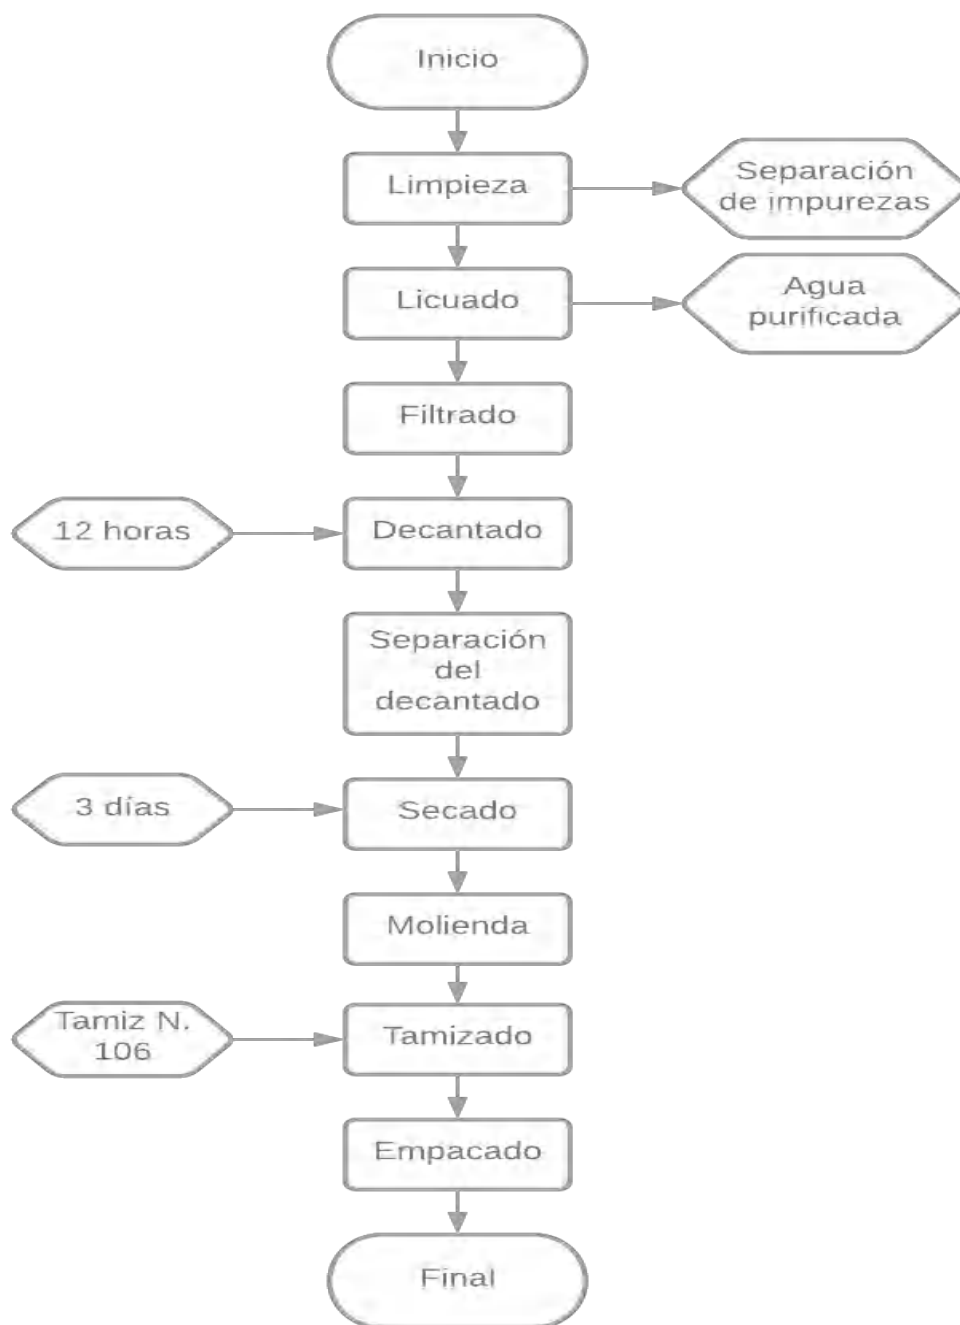 Inicio
Limpieza
Separación
de impurezas
Licuado
Agua
purificada
Filtrado
12 horas
Decantado
Separación
del
decantado
3 días
Secado
Molienda
Tamiz N.
106
Tamizado
Empacado
Final